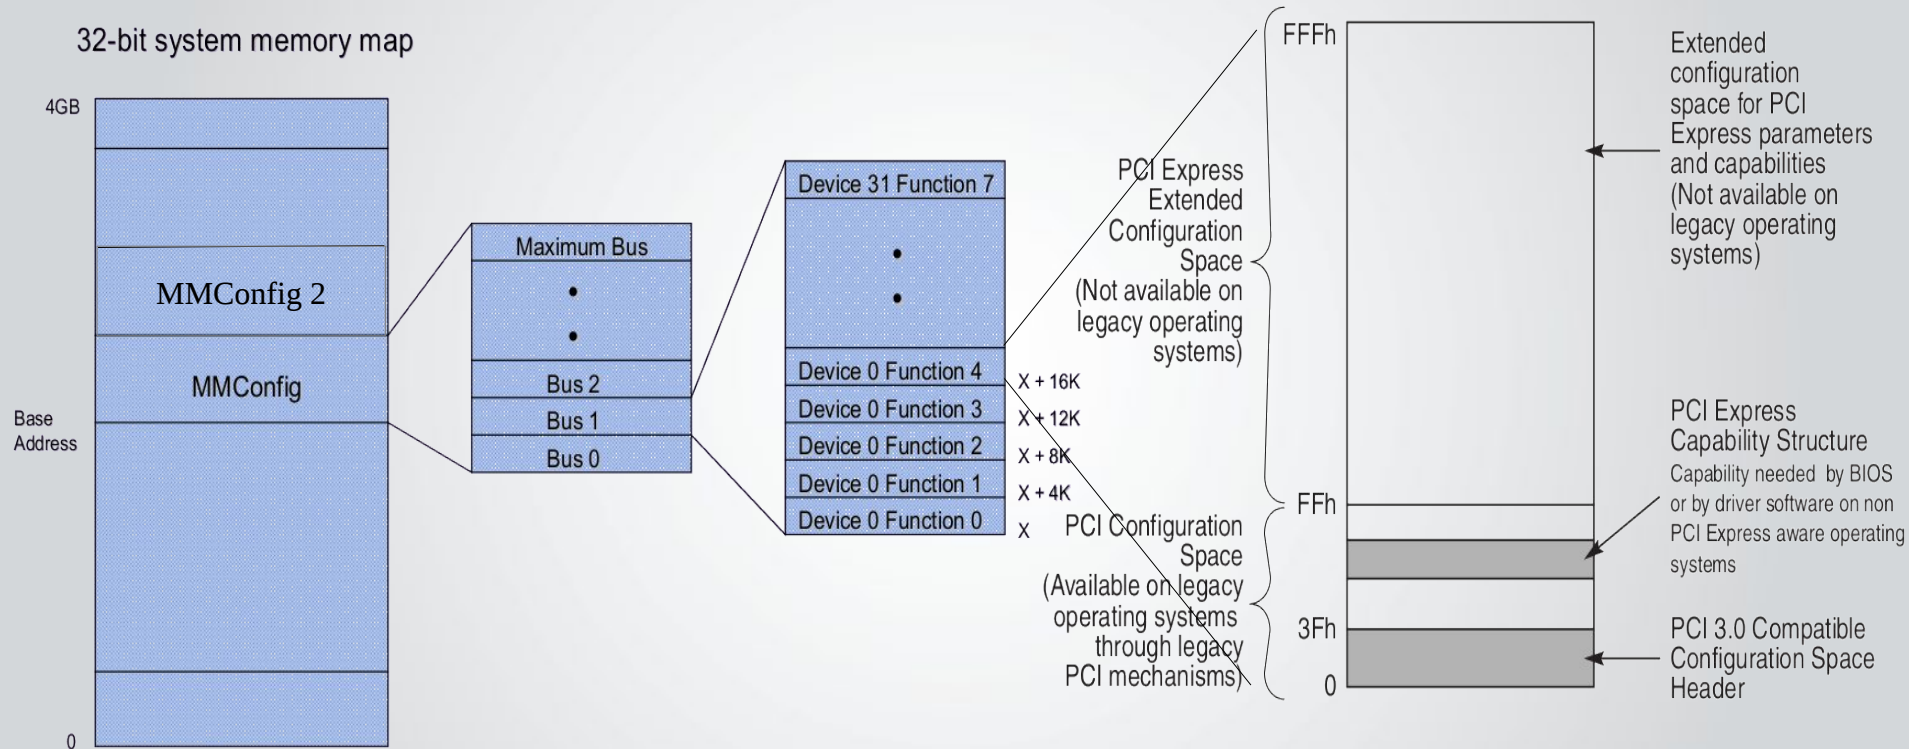 32-bit system memory map
4GB
MMConfig 2
MMConfig
Base
Address
0
Maximum Bus
Bus 2
Bus 1
Bus 0
Device 31 Function 7
Device 0 Function 4
Device 0 Function 3
Device 0 Function 2
Device 0 Function 1
Device 0 Function 0
X + 16K
X + 12K
X + 8K
X + 4K
X
PCI Express
Extended
Configuration
Space
(Not available on
legacy operating
systems)
PCI Configuration
Space
(Available on legacy
operating systems
through legacy
PCI mechanisms)
FFFh
FFh
3Fh
0
Extended
configuration
space for PCI
Express parameters
and capabilities
(Not available on
legacy operating
systems)
PCI Express
Capability Structure
Capability needed by BIOS
or by driver software on non
PCI Express aware operating
systems
PCI 3.0 Compatible
Configuration Space
Header